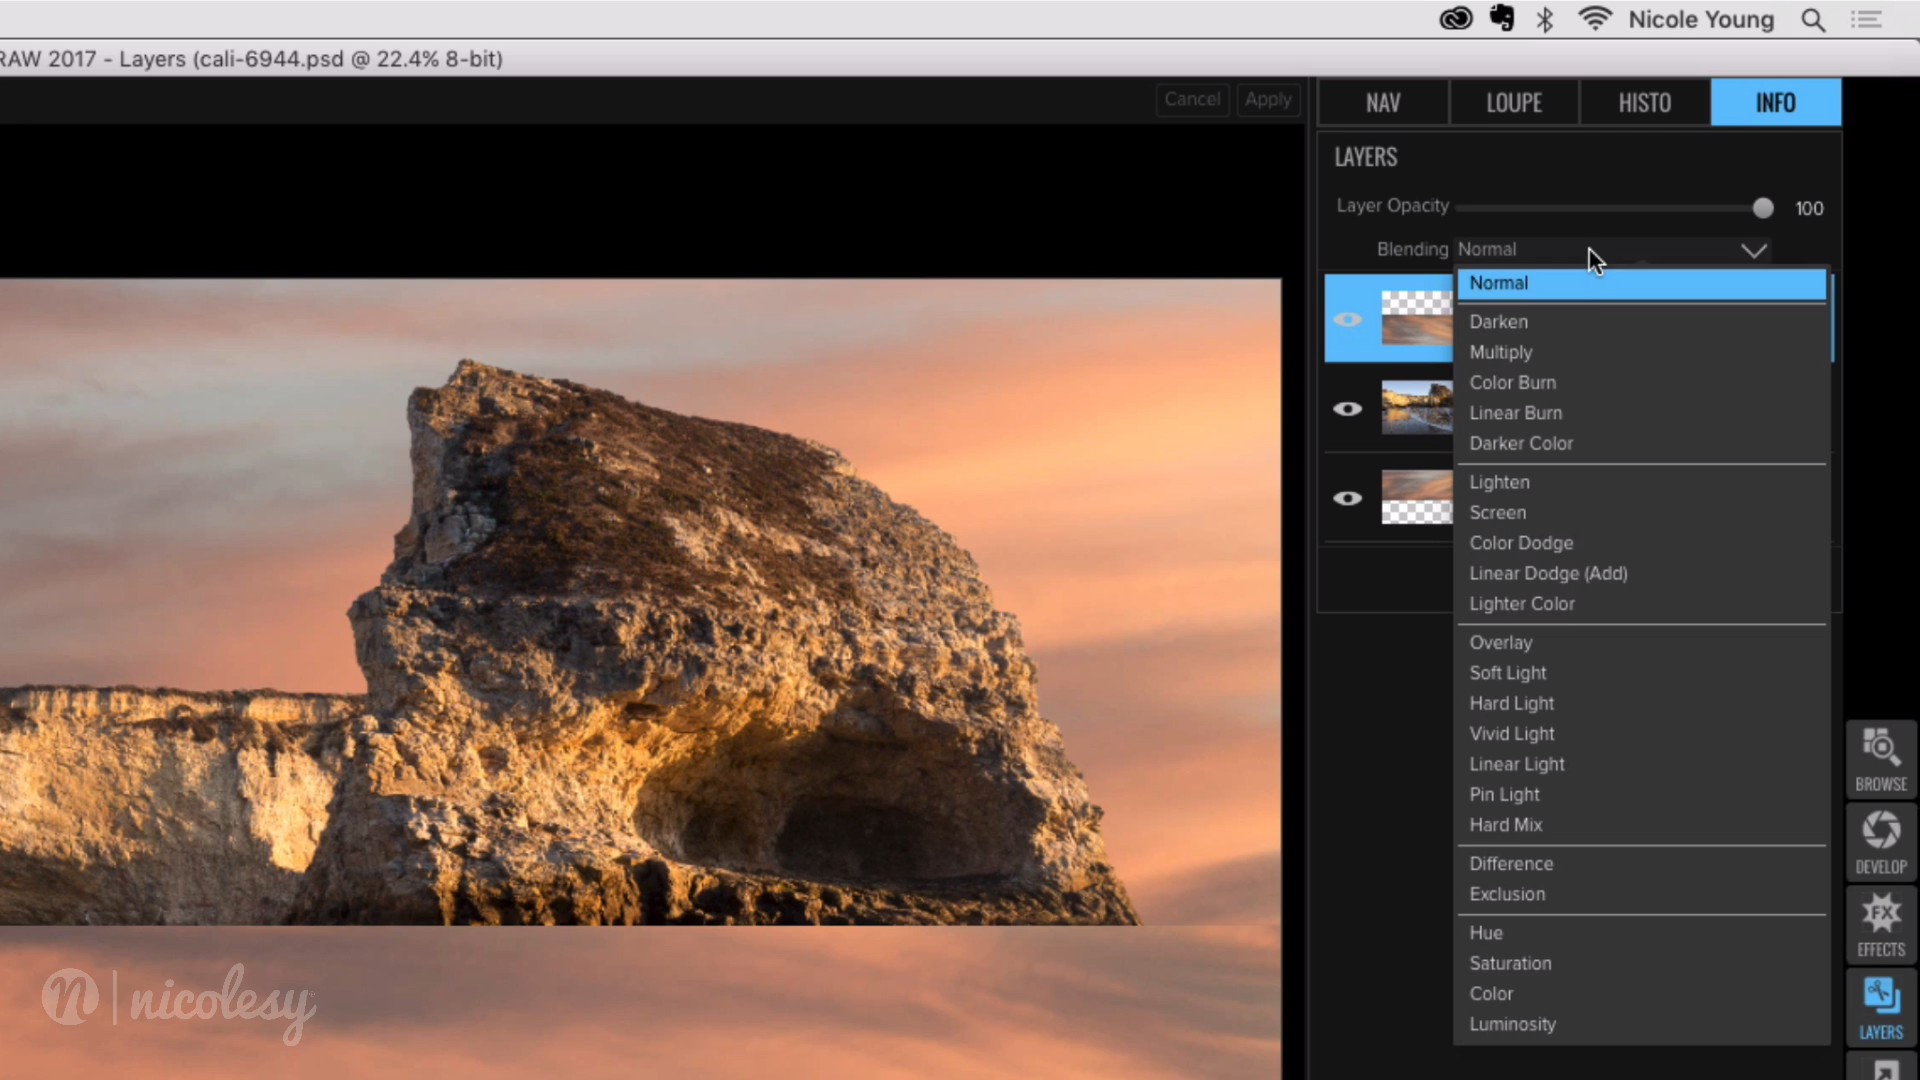 Nicole Young
RAW 2017 - Layers (cali-6944.psd @ 22.4% 8-bit)
Cancel
Apply
NAV
LOUPE
HISTO
INFO
LAYERS
Layer Opacity
100
Blending
Normal
Normal
Darken
Multiply
Color Burn
Linear Burn
Darker Color
Lighten
Screen
Color Dodge
Linear Dodge (Add)
Lighter Color
Overlay
Soft Light
Hard Light
Vivid Light
Linear Light
Pin Light
Hard Mix
Difference
Exclusion
Hue
Saturation
Color
Luminosity
BROWSE
DEVELOP
FX
EFFECTS
LAYERS
n | nicolesy